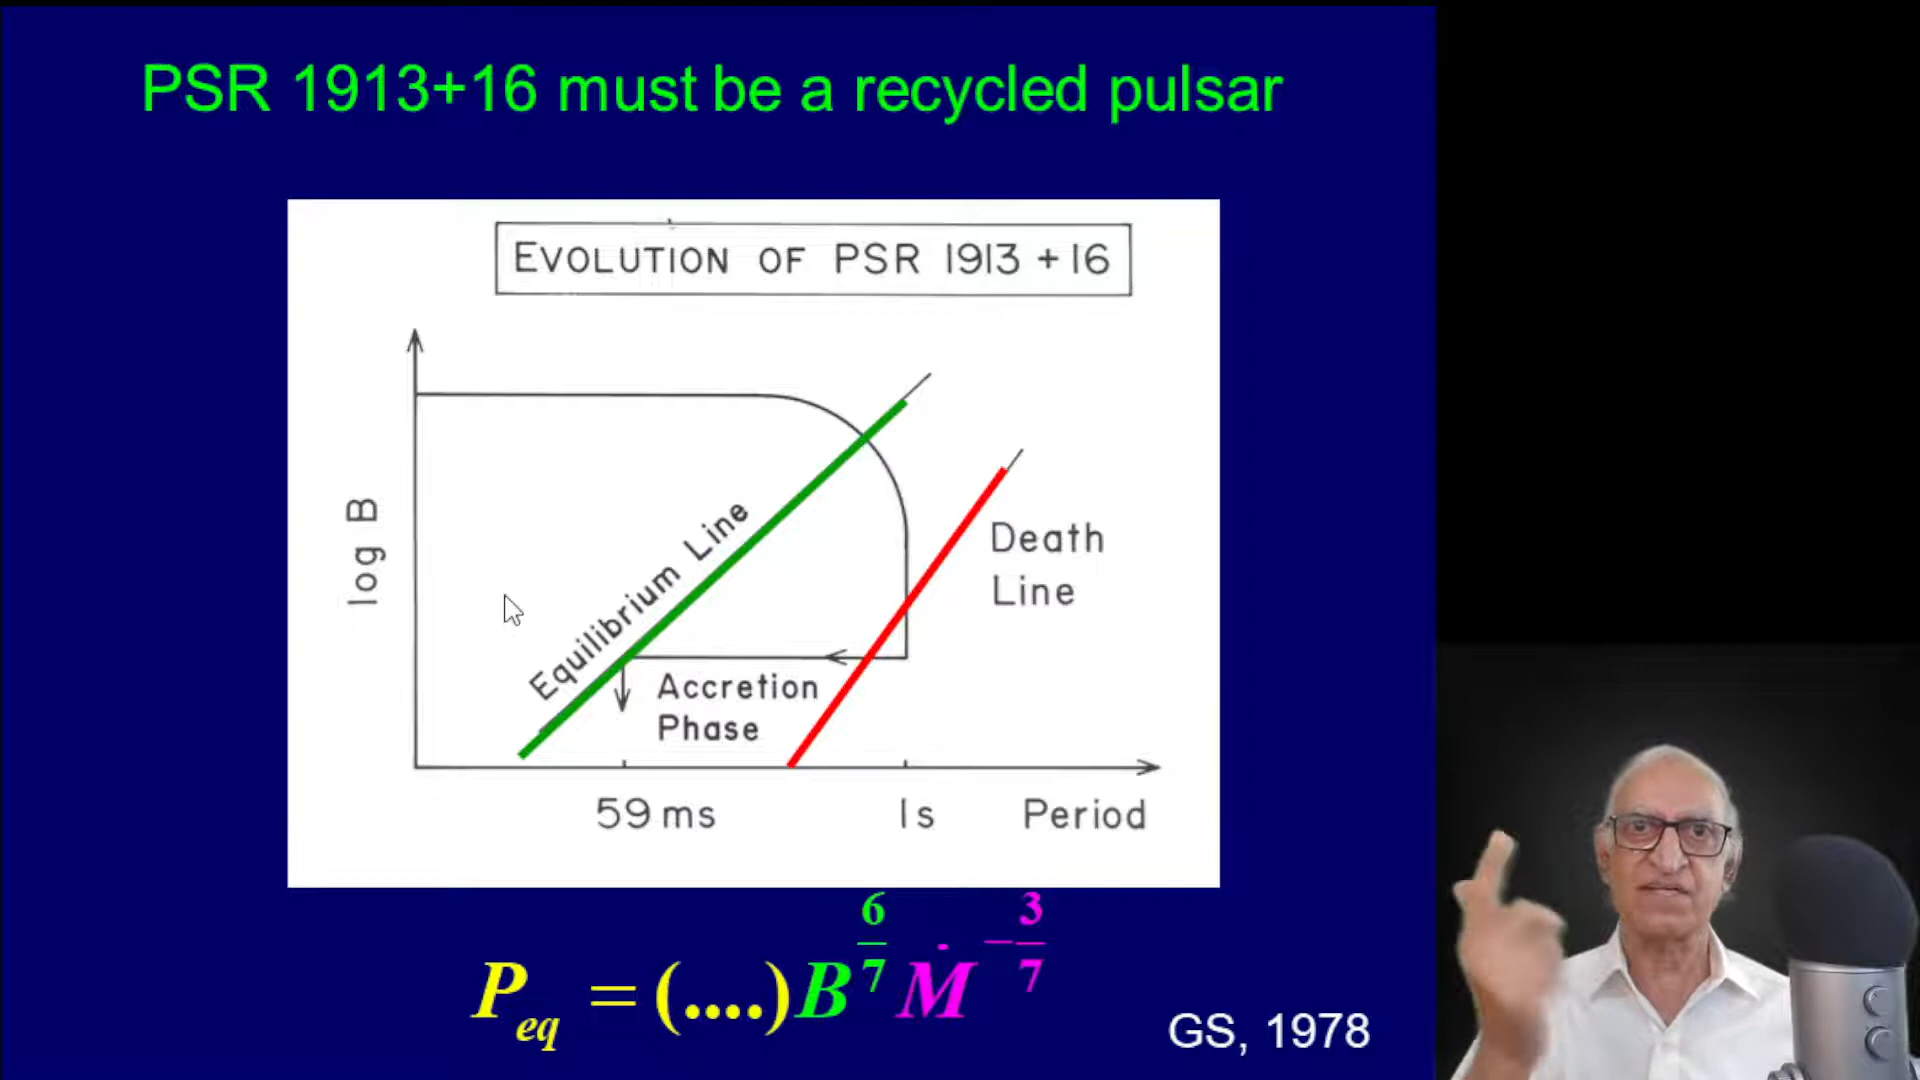 PSR 1913+16 must be a recycled pulsar
EVOLUTION OF PSR 1913 +16
log B
Equilibrium Line
Death
Line
Accretion
Phase
59 ms
1s
Period
P_eq = (....) B^{6/7} Ṁ^{-3/7}
GS, 1978